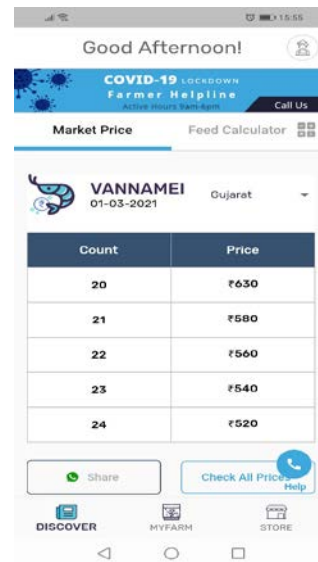 15:55
Good Afternoon!
COVID-19 LOCKDOWN
Farmer Helpline
Active Hours 9am-6pm
Call Us
Market Price Feed Calculator
VANNAMEI Gujarat
01-03-2021
Count Price
20 ₹630
21 ₹580
22 ₹560
23 ₹540
24 ₹520
Share Check All Prices
Help
DISCOVER MYFARM STORE